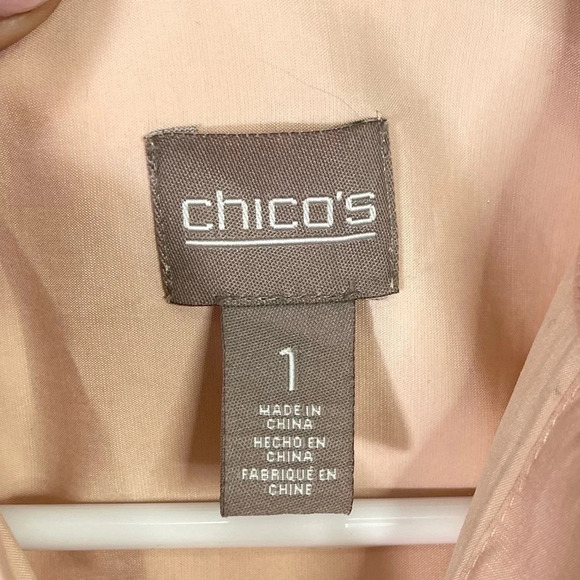 chico's
1
MADE IN
CHINA
HECHO EN
CHINA
FABRIQUÉ EN
CHINE